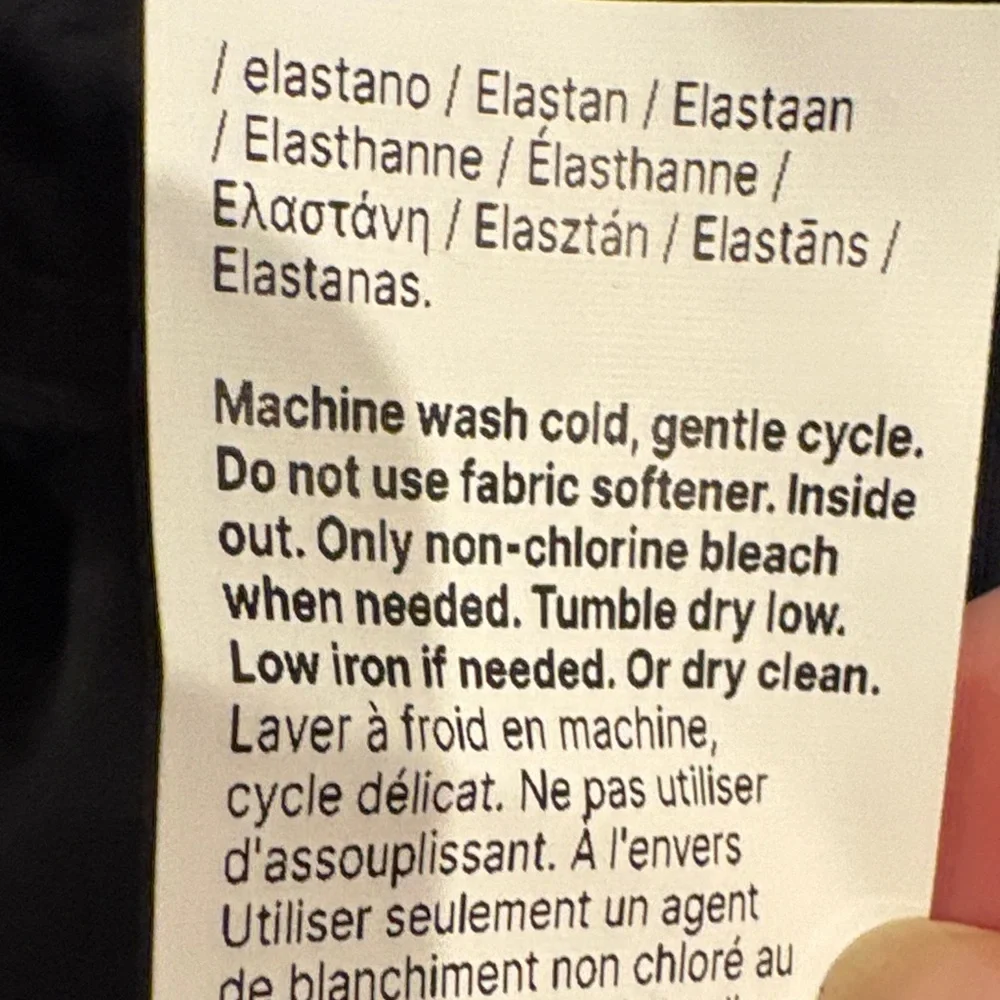 / elastano / Elastan / Elastaan
/ Elasthanne / Élasthanne /
Ελαστάνη / Elasztán / Elastāns /
Elastanas.
Machine wash cold, gentle cycle.
Do not use fabric softener. Inside
out. Only non-chlorine bleach
when needed. Tumble dry low.
Low iron if needed. Or dry clean.
Laver à froid en machine,
cycle délicat. Ne pas utiliser
d'assouplissant. À l'envers
Utiliser seulement un agent
de blanchiment non chloré au